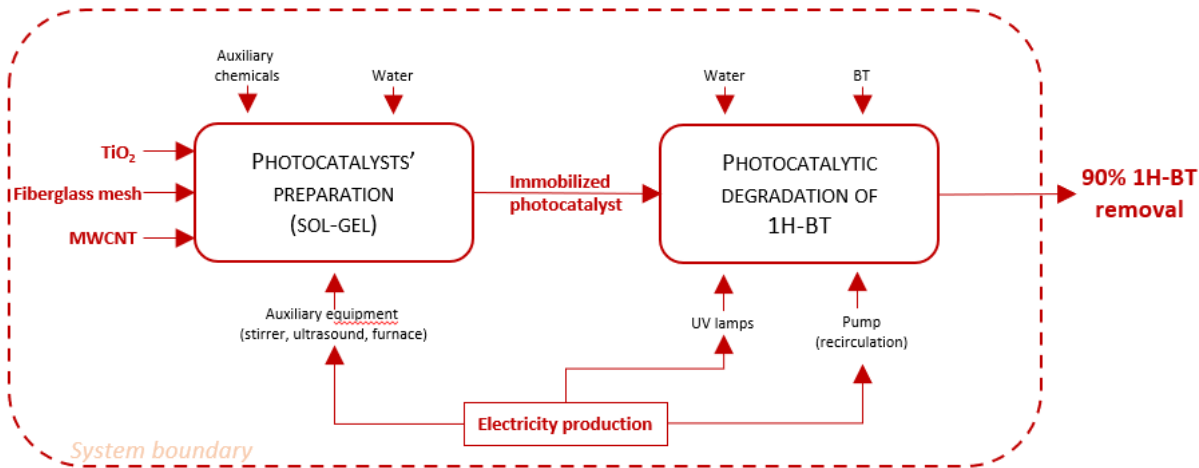 Auxiliary
chemicals
Water
TiO₂
Fiberglass mesh
MWCNT
PHOTOCATALYSTS'
PREPARATION
(SOL-GEL)
Immobilized
photocatalyst
Water
BT
PHOTOCATALYTIC
DEGRADATION OF
1H-BT
90% 1H-BT
removal
Auxiliary equipment
(stirrer, ultrasound, furnace)
UV lamps
Pump
(recirculation)
Electricity production
System boundary